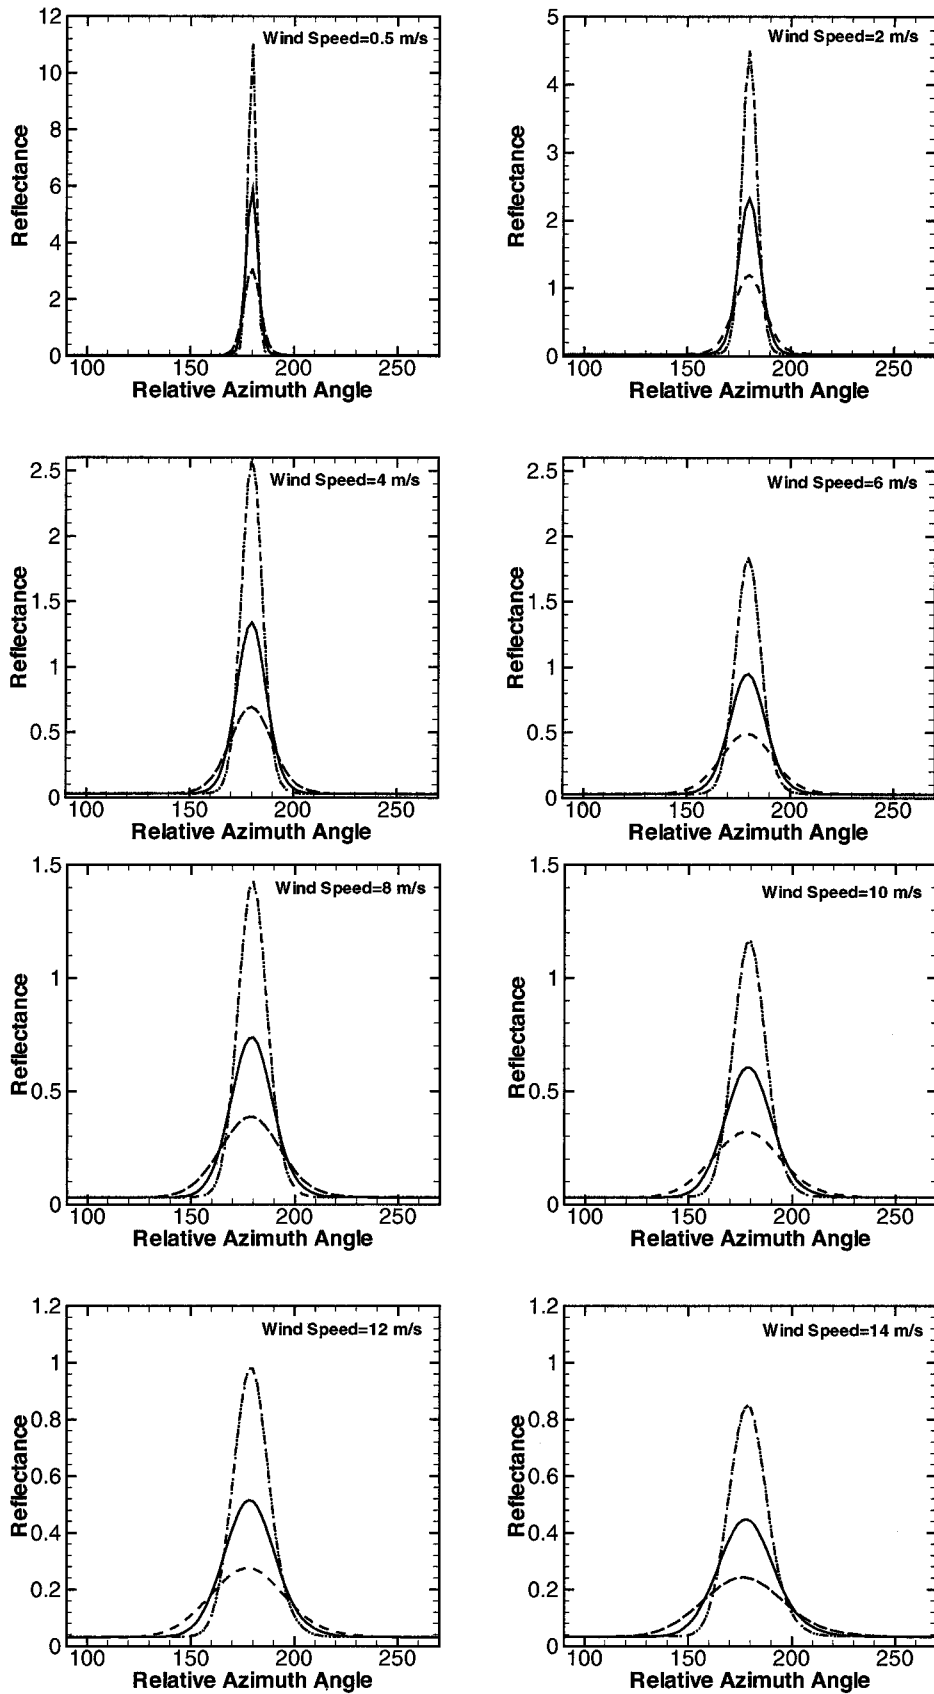 12
10
8
6
4
2
0
Reflectance
Wind Speed=0.5 m/s
100 150 200 250
Relative Azimuth Angle
5
4
3
2
1
0
Reflectance
Wind Speed=2 m/s
100 150 200 250
Relative Azimuth Angle
2.5
2
1.5
1
0.5
0
Reflectance
Wind Speed=4 m/s
100 150 200 250
Relative Azimuth Angle
2.5
2
1.5
1
0.5
0
Reflectance
Wind Speed=6 m/s
100 150 200 250
Relative Azimuth Angle
1.5
1
0.5
0
Reflectance
Wind Speed=8 m/s
100 150 200 250
Relative Azimuth Angle
1.5
1
0.5
0
Reflectance
Wind Speed=10 m/s
100 150 200 250
Relative Azimuth Angle
1.2
1
0.8
0.6
0.4
0.2
0
Reflectance
Wind Speed=12 m/s
100 150 200 250
Relative Azimuth Angle
1.2
1
0.8
0.6
0.4
0.2
0
Reflectance
Wind Speed=14 m/s
100 150 200 250
Relative Azimuth Angle